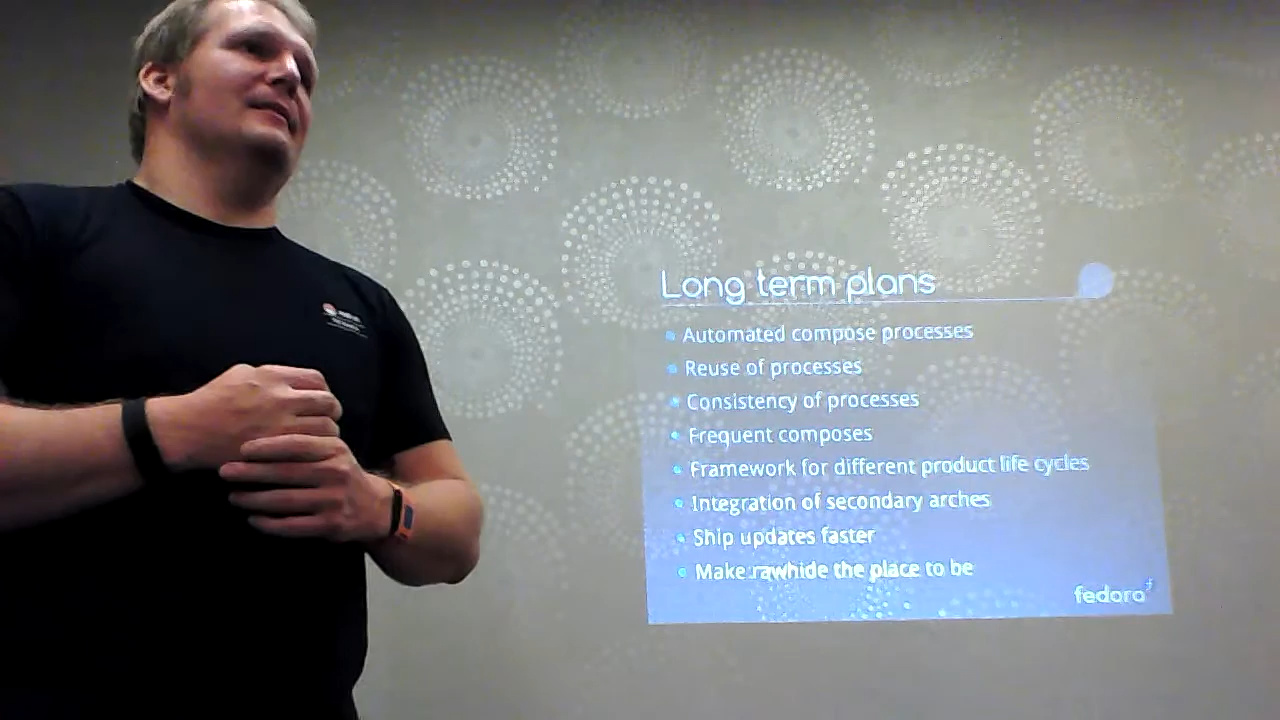 Long term plans
Automated compose processes
Reuse of processes
Consistency of processes
Frequent composes
Framework for different product life cycles
Integration of secondary arches
Ship updates faster
Make rawhide the place to be
fedora